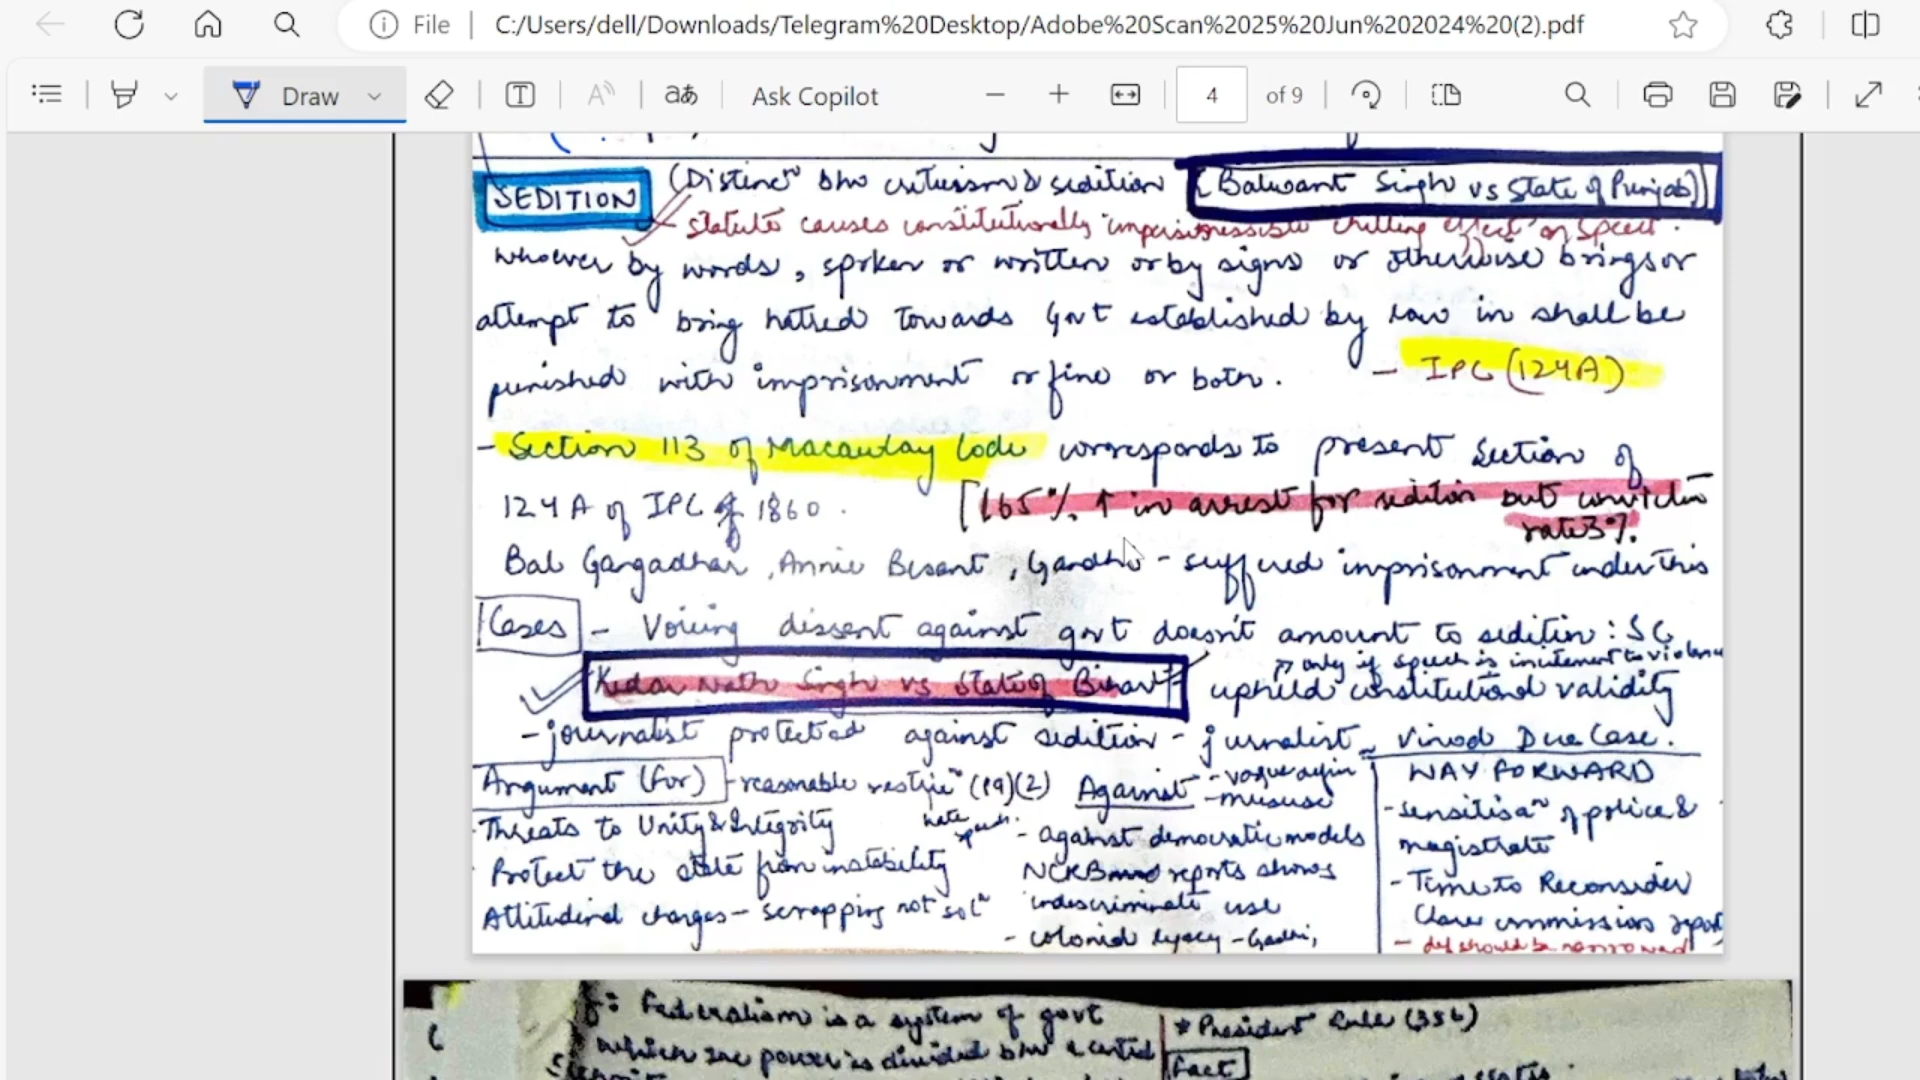 File C:/Users/dell/Downloads/Telegram%20Desktop/Adobe%20Scan%2025%20Jun%202024%20(2).pdf
Draw Ask Copilot 4 of 9
SEDITION (Distincⁿ b/w criticism & sedition (Balwant Singh vs State of Punjab)
statute causes constitutionally chilling effect on speech.
whoever by words, spoken or written or by signs or otherwise brings or
attempt to bring hatred towards Govt established by law in shall be
punished with imprisonment or fine or both. - IPC (124A)
- Section 113 of Macaulay Code corresponds to present Section of
124A of IPC of 1860. [165% ↑ in arrest for sedition but conviction
rate 3%.
Bal Gangadhar, Annie Besant, Gandhi - suffered imprisonment under this
Cases - Voicing dissent against govt doesn't amount to sedition: SC
only if speech is incitement to violence
Kedar Nath Singh vs State of Bihar upheld constitutional validity
- journalist protected against sedition - journalist - Vinod Dua Case.
Argument (for) - reasonable restricⁿ (19)(2) Against - vague - misuse
Threats to Unity & Integrity hate speech.
Protect the state from instability
Attitudinal changes - scrapping not solⁿ
- against democratic models
NCRB reports shows
indiscriminate use
- colonial legacy - Gandhi,
WAY FORWARD
- sensitisaⁿ of police &
magistrate
- Time to Reconsider
Law commission report
- def should be narrowed
f: Federalism is a system of govt
which the power is divided b/w a central
* President Rule (356)
Fact